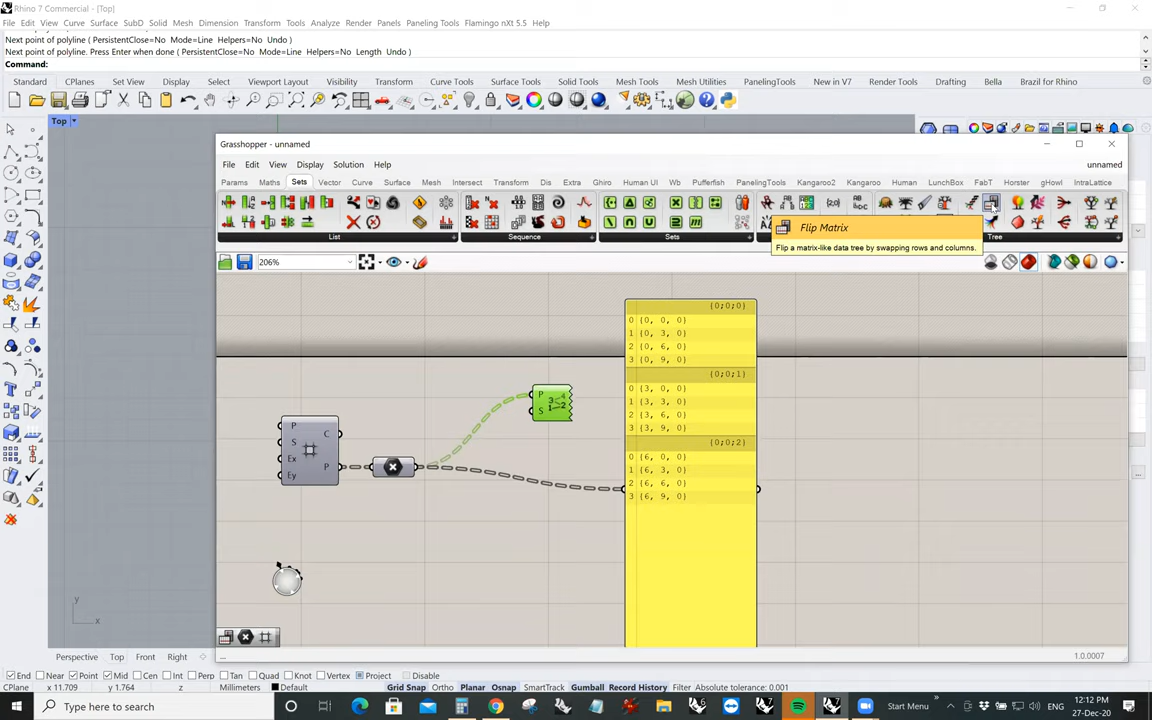 Rhino 7 Commercial - [Top]
File Edit View Curve Surface SubD Solid Mesh Dimension Transform Tools Analyze Render Panels Paneling Tools Flamingo nXt 5.5 Help
Next point of polyline ( PersistentClose=No Mode=Line Helpers=No Undo )
Next point of polyline. Press Enter when done ( PersistentClose=No Mode=Line Helpers=No Length Undo )
Command:
Standard CPlanes Set View Display Select Viewport Layout Visibility Transform Curve Tools Surface Tools Solid Tools Mesh Tools Mesh Utilities PanelingTools New in V7 Render Tools Drafting Bella Brazil for Rhino
Top
Grasshopper - unnamed
File Edit View Display Solution Help
unnamed
Params Maths Sets Vector Curve Surface Mesh Intersect Transform Dis Extra Ghiro Human UI Wb Pufferfish PanelingTools Kangaroo2 Kangaroo Human LunchBox FabT Horster gHowl IntraLattice
Flip Matrix
List Sequence Sets Tree
Flip a matrix-like data tree by swapping rows and columns.
206%
{0;0;0}
0 {0, 0, 0}
1 {0, 3, 0}
2 {0, 6, 0}
3 {0, 9, 0}
{0;0;1}
0 {3, 0, 0}
1 {3, 3, 0}
2 {3, 6, 0}
3 {3, 9, 0}
{0;0;2}
0 {6, 0, 0}
1 {6, 3, 0}
2 {6, 6, 0}
3 {6, 9, 0}
P
S
3 4
1 2
P
S
Ex
Ey
C
P
y
x
...
1.0.0007
Perspective Top Front Right
End Near Point Mid Cen Int Perp Tan Quad Knot Vertex Project Disable
CPlane x 11.709 y 1.764 z Millimeters Default Grid Snap Ortho Planar Osnap SmartTrack Gumball Record History Filter Absolute tolerance: 0.001
Type here to search
Start Menu
ENG
12:12 PM
27-Dec-20